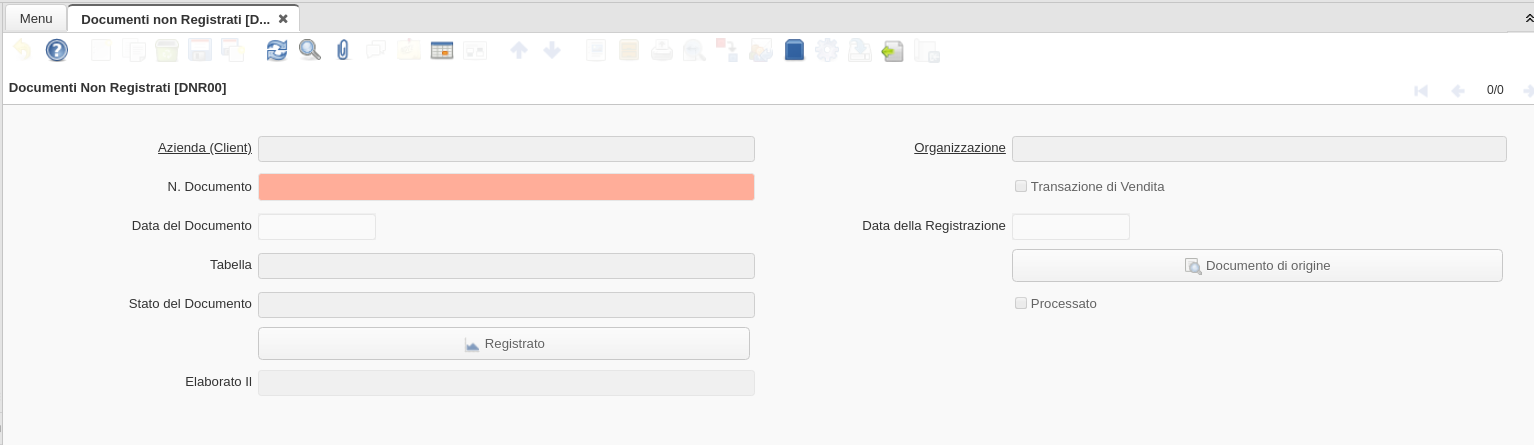 Menu
Documenti non Registrati [D...
Documenti Non Registrati [DNR00]
0/0
Azienda (Client)
Organizzazione
N. Documento
Transazione di Vendita
Data del Documento
Data della Registrazione
Tabella
Documento di origine
Stato del Documento
Processato
Registrato
Elaborato Il